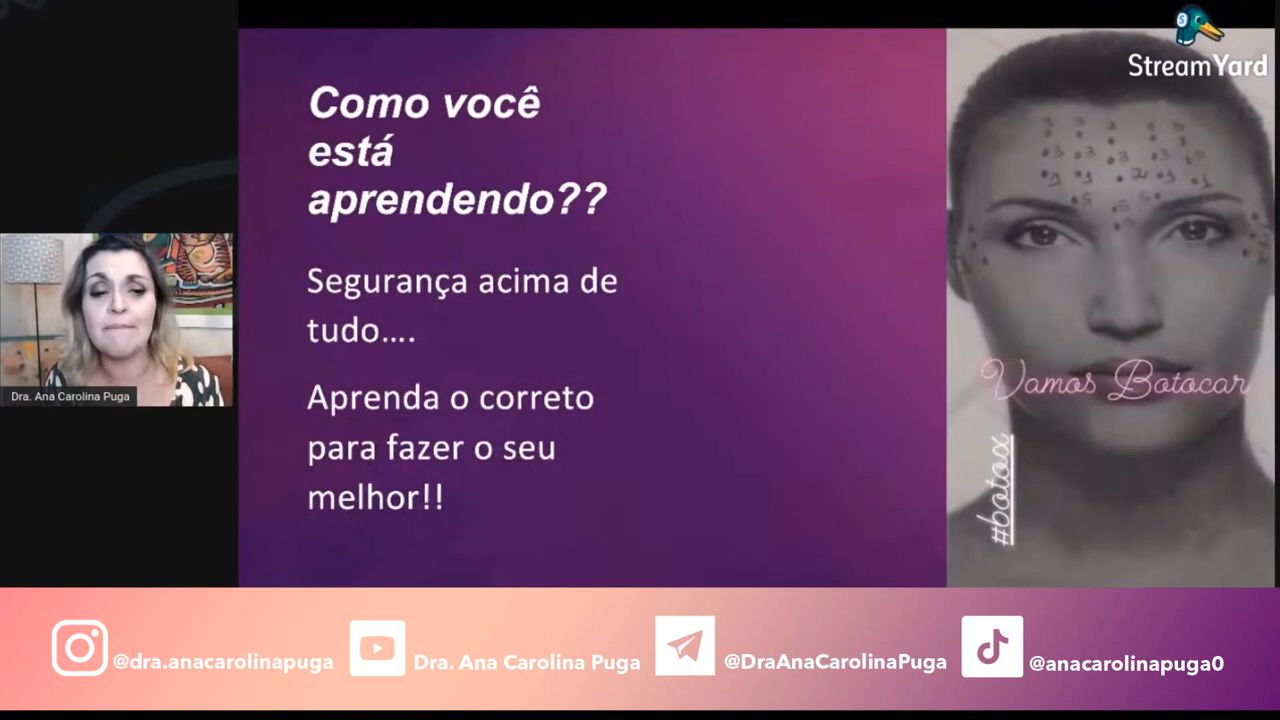 StreamYard
Como você
está
aprendendo??
Segurança acima de
tudo....
Aprenda o correto
para fazer o seu
melhor!!
Dra. Ana Carolina Puga
Vamos Botocar
#botox
@dra.anacarolinapuga
Dra. Ana Carolina Puga
@DraAnaCarolinaPuga
@anacarolinapuga0